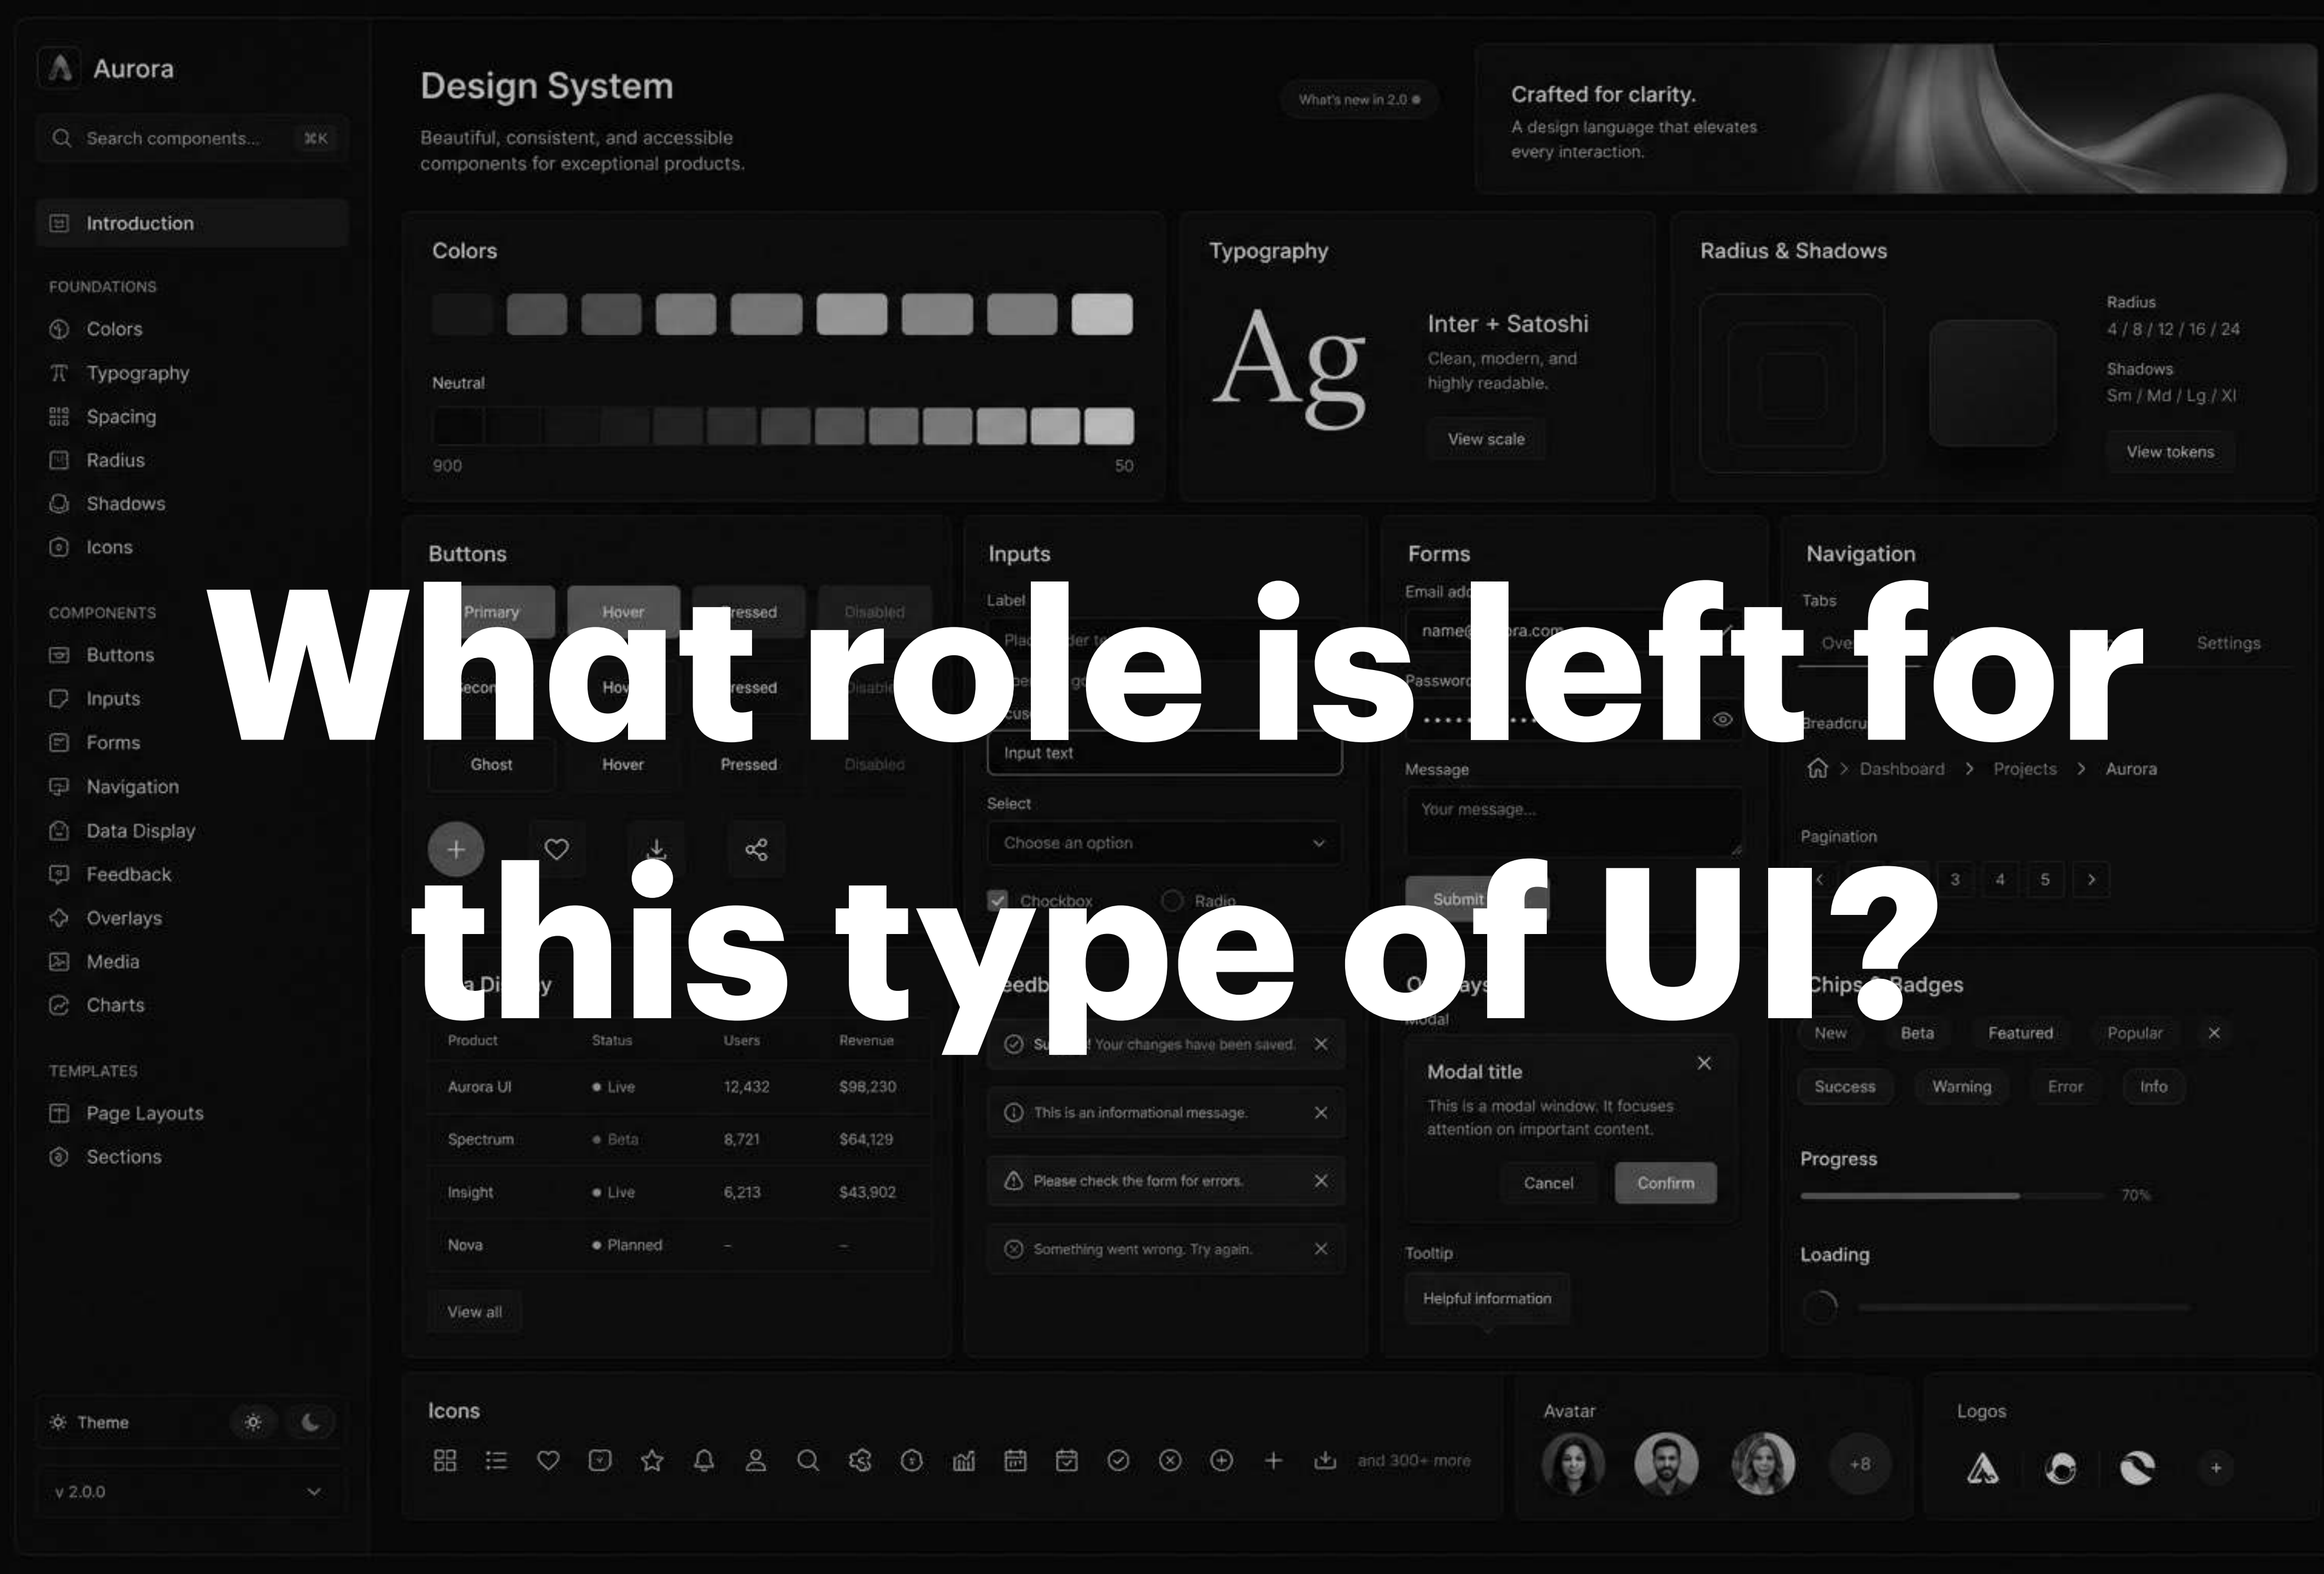 What role is left for
this type of UI?
Aurora
Search components...
⌘K
Introduction
FOUNDATIONS
Colors
Typography
Spacing
Radius
Shadows
Icons
COMPONENTS
Buttons
Inputs
Forms
Navigation
Data Display
Feedback
Overlays
Media
Charts
TEMPLATES
Page Layouts
Sections
Theme
v 2.0.0
Design System
Beautiful, consistent, and accessible
components for exceptional products.
What's new in 2.0
Crafted for clarity.
A design language that elevates
every interaction.
Colors
Neutral
900
50
Typography
Ag
Inter + Satoshi
Clean, modern, and
highly readable.
View scale
Radius & Shadows
Radius
4 / 8 / 12 / 16 / 24
Shadows
Sm / Md / Lg / Xl
View tokens
Buttons
Primary Hover Disabled
Ghost Hover Pressed Disabled
Inputs
Label
Input text
Select
Choose an option
Chockbox
Radio
Forms
Password
Message
Your message...
Submit
Navigation
Tabs
Settings
Dashboard > Projects > Aurora
Pagination
3 4 5
Product Status Users Revenue
Aurora UI Live 12,432 $98,230
Spectrum Beta 8,721 $64,129
Insight Live 6,213 $43,902
Nova Planned – –
View all
Your changes have been saved.
This is an informational message.
Please check the form for errors.
Something went wrong. Try again.
Modal title
This is a modal window. It focuses
attention on important content.
Cancel Confirm
Tooltip
Helpful information
Chips Badges
New Beta Featured Popular
Success Warning Error Info
Progress
70%
Loading
Icons
and 300+ more
Avatar
+8
Logos